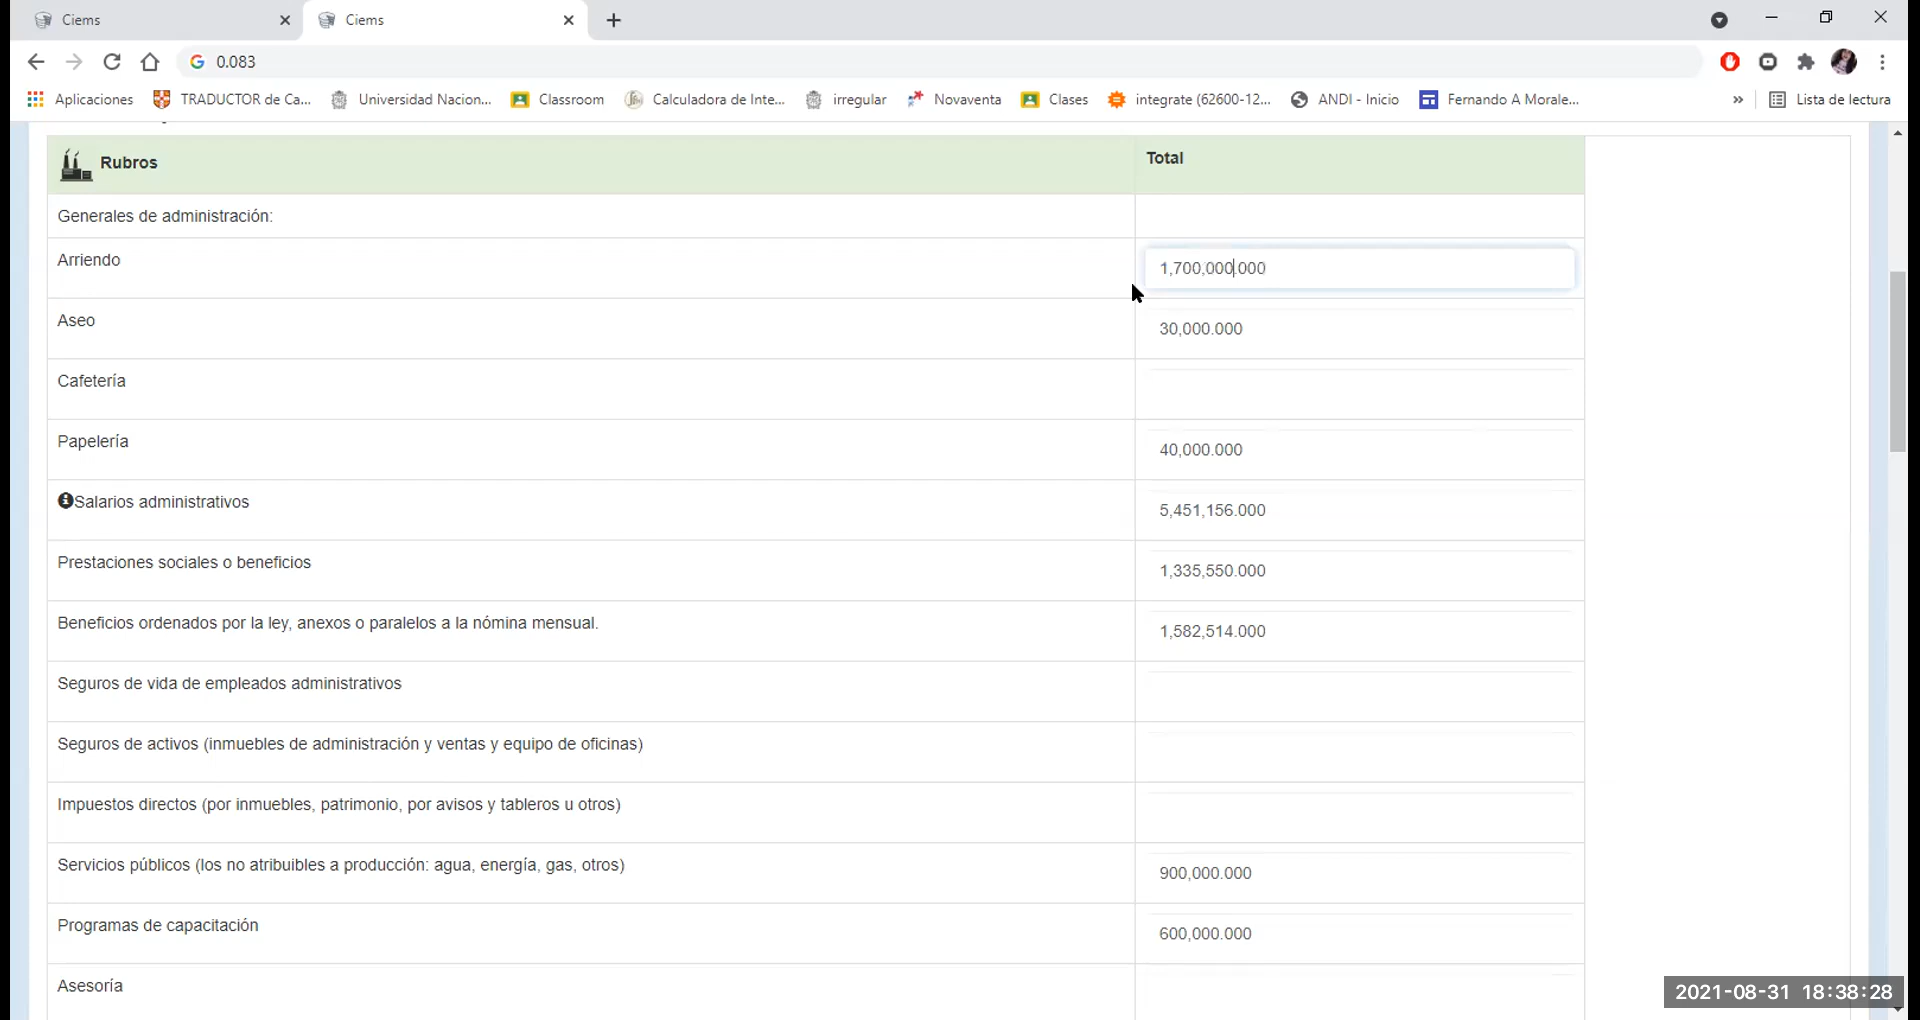 Ciems
Ciems
0.083
Aplicaciones
TRADUCTOR de Ca...
Universidad Nacion...
Classroom
Calculadora de Inte...
irregular
Novaventa
Clases
integrate (62600-12...
ANDI - Inicio
Fernando A Morale...
»
Lista de lectura
Rubros Total
Generales de administración:
Arriendo 1,700,000.000
Aseo 30,000.000
Cafetería
Papelería 40,000.000
Salarios administrativos 5,451,156.000
Prestaciones sociales o beneficios 1,335,550.000
Beneficios ordenados por la ley, anexos o paralelos a la nómina mensual. 1,582,514.000
Seguros de vida de empleados administrativos
Seguros de activos (inmuebles de administración y ventas y equipo de oficinas)
Impuestos directos (por inmuebles, patrimonio, por avisos y tableros u otros)
Servicios públicos (los no atribuibles a producción: agua, energía, gas, otros) 900,000.000
Programas de capacitación 600,000.000
Asesoría
2021-08-31 18:38:28